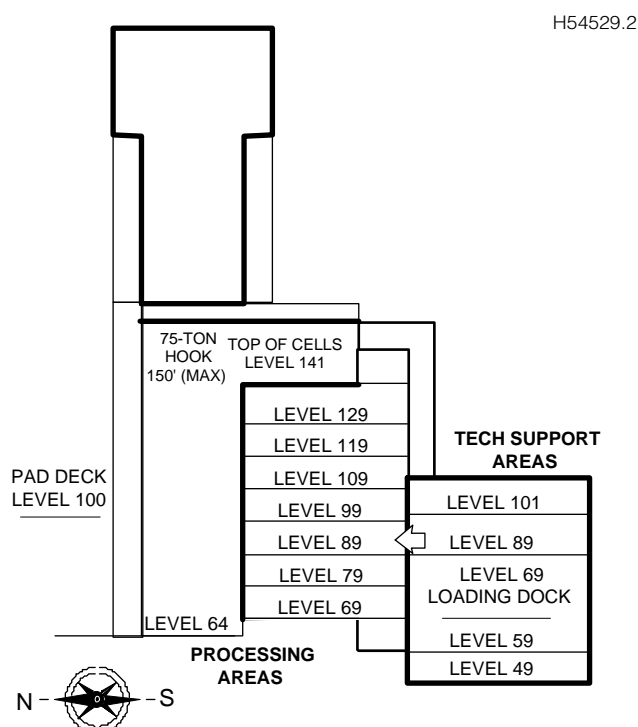 H54529.2
75-TON
HOOK
150' (MAX)
TOP OF CELLS
LEVEL 141
LEVEL 129
LEVEL 119
LEVEL 109
LEVEL 99
LEVEL 89
LEVEL 79
LEVEL 69
PAD DECK
LEVEL 100
LEVEL 64
PROCESSING
AREAS
TECH SUPPORT
AREAS
LEVEL 101
LEVEL 89
LEVEL 69
LOADING DOCK
LEVEL 59
LEVEL 49
N
S